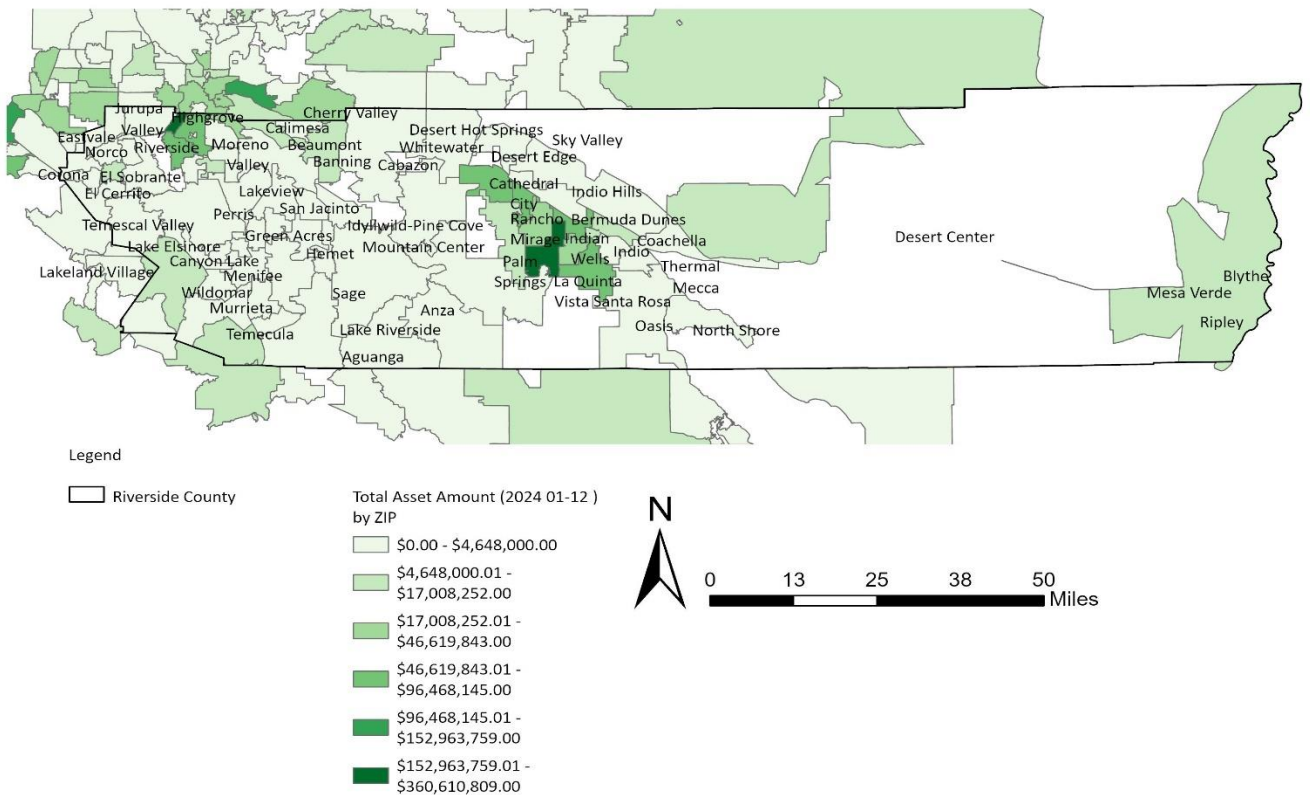 Jurupa
Highgrove
Cherry Valley
Eastvale
Valley
Calimesa
Desert Hot Springs
Sky Valley
Norco
Riverside
Moreno
Beaumont
Whitewater
Desert Edge
Corona
El Sobrante
Valley
Banning
Cabazon
El Cerrito
Lakeview
Cathedral
Indio Hills
City
Perris
San Jacinto
Rancho
Bermuda Dunes
Temescal Valley
Green Acres
Idyllwild-Pine Cove
Mirage
Indian
Coachella
Desert Center
Lake Elsinore
Hemet
Mountain Center
Wells
Indio
Canyon Lake
Palm
Thermal
Lakeland Village
Menifee
Springs
La Quinta
Mecca
Blythe
Wildomar
Sage
Vista Santa Rosa
Mesa Verde
Murrieta
Anza
Temecula
Lake Riverside
Oasis
North Shore
Ripley
Aguanga
Legend
Riverside County
Total Asset Amount (2024 01-12 )
by ZIP
$0.00 - $4,648,000.00
$4,648,000.01 -
$17,008,252.00
$17,008,252.01 -
$46,619,843.00
$46,619,843.01 -
$96,468,145.00
$96,468,145.01 -
$152,963,759.00
$152,963,759.01 -
$360,610,809.00
N
0 13 25 38 50
Miles